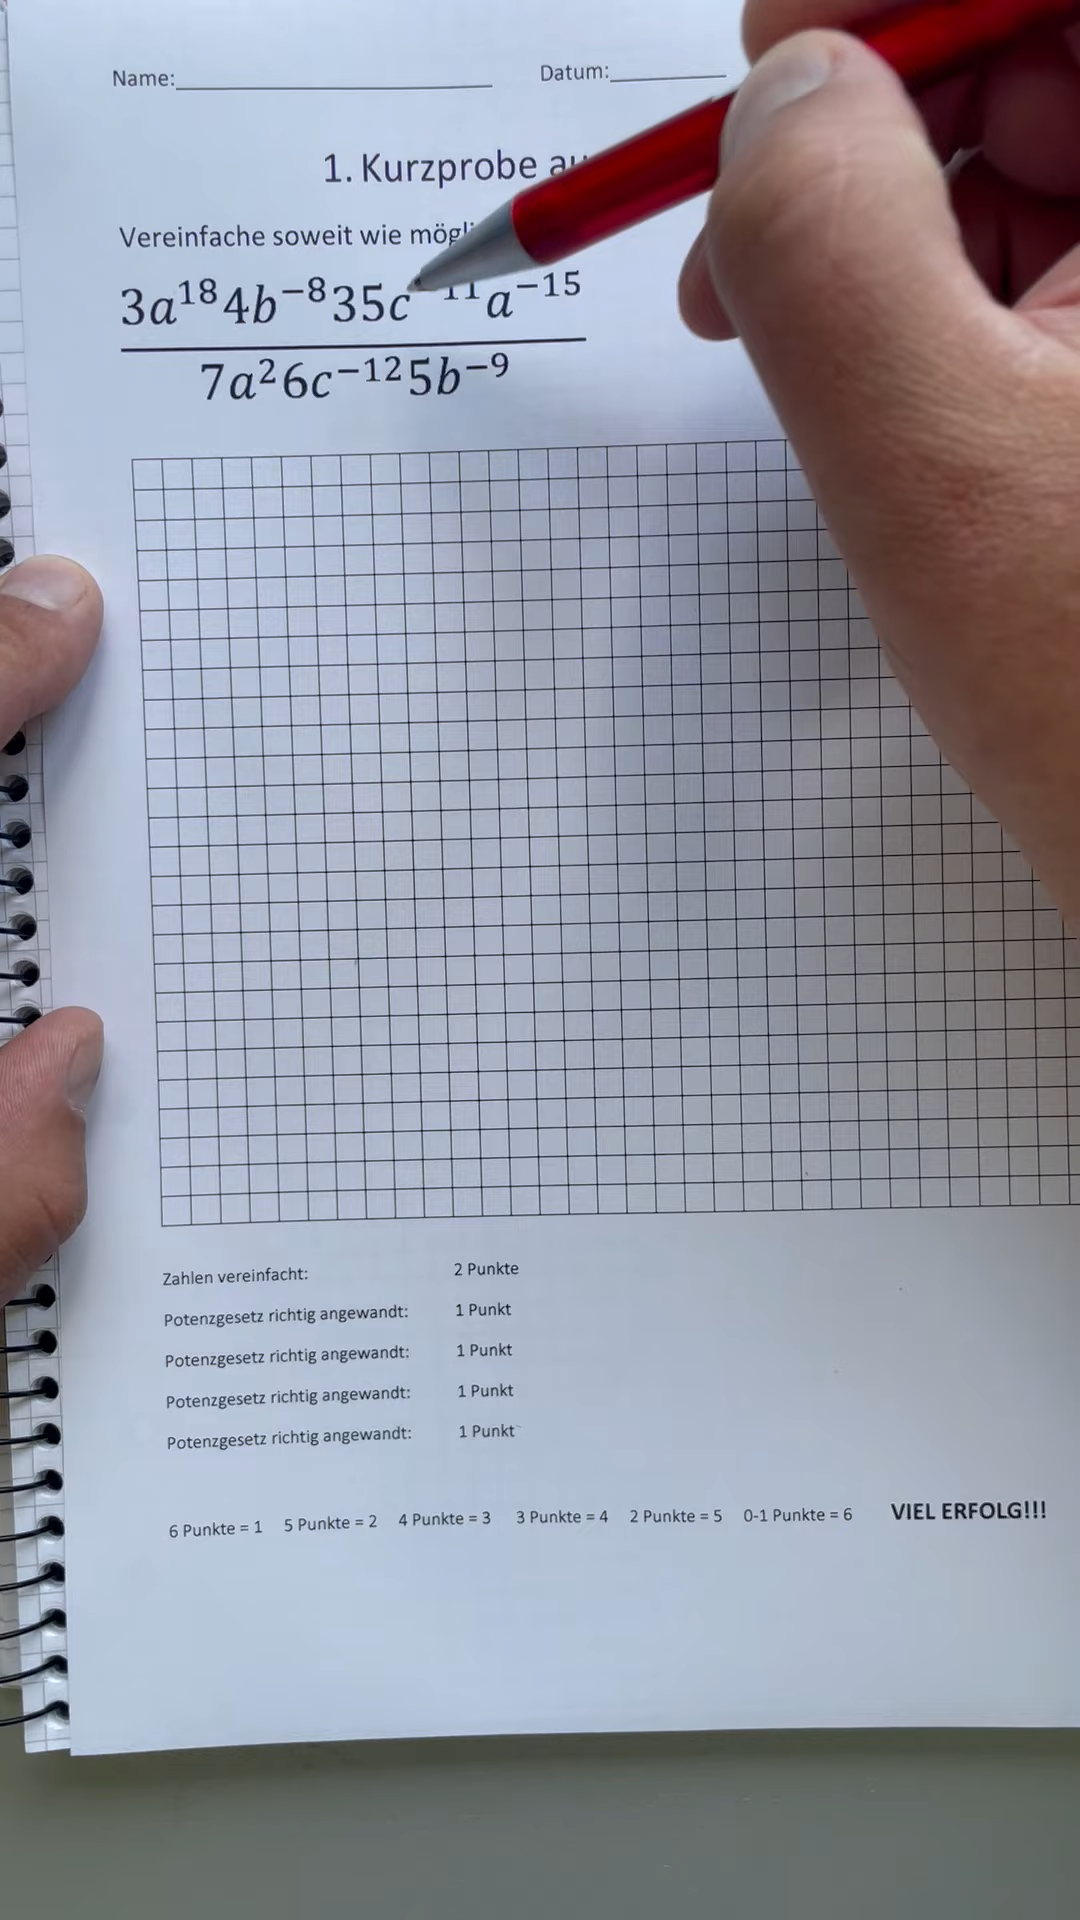 Name:____________________ Datum:________
1. Kurzprobe
Vereinfache soweit wie
3a¹⁸4b⁻⁸35c⁻¹¹a⁻¹⁵
7a²6c⁻¹²5b⁻⁹
Zahlen vereinfacht: 2 Punkte
Potenzgesetz richtig angewandt: 1 Punkt
Potenzgesetz richtig angewandt: 1 Punkt
Potenzgesetz richtig angewandt: 1 Punkt
Potenzgesetz richtig angewandt: 1 Punkt
6 Punkte = 1 5 Punkte = 2 4 Punkte = 3 3 Punkte = 4 2 Punkte = 5 0-1 Punkte = 6 VIEL ERFOLG!!!